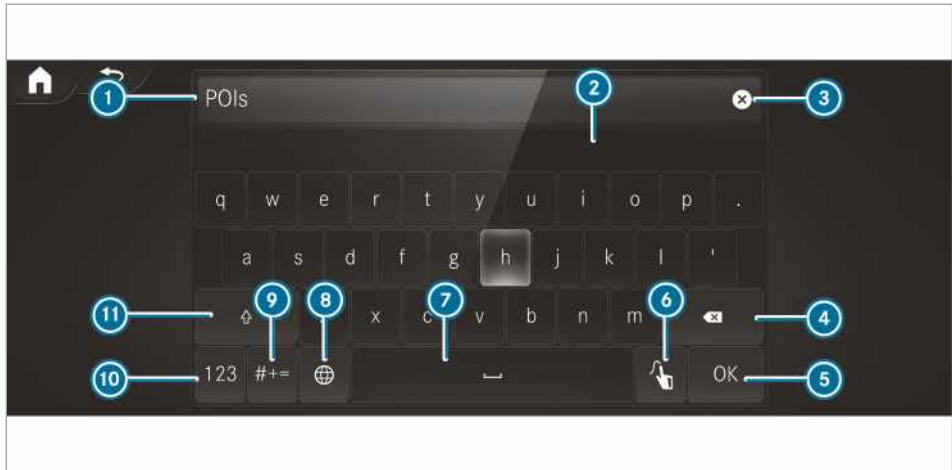 1 POIs 2 3
q w e r t y u i o p .
a s d f g h j k l '
11 9 8 x c 7 v b n m 6 4
10 123 #+= OK 5